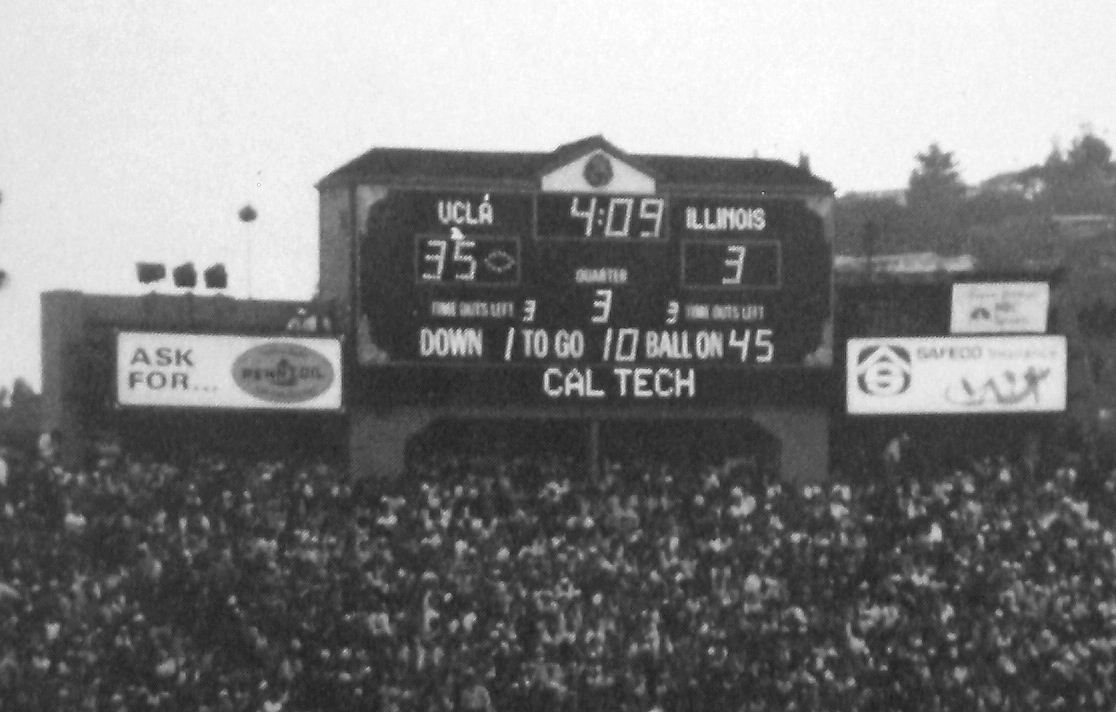 UCLA 4:09 ILLINOIS
35 3
QUARTER
TIME OUTS LEFT 3 3 3 TIME OUTS LEFT
DOWN 1 TO GO 10 BALL ON 45
CAL TECH
ASK
FOR...
PENNZOIL
SAFECO Insurance